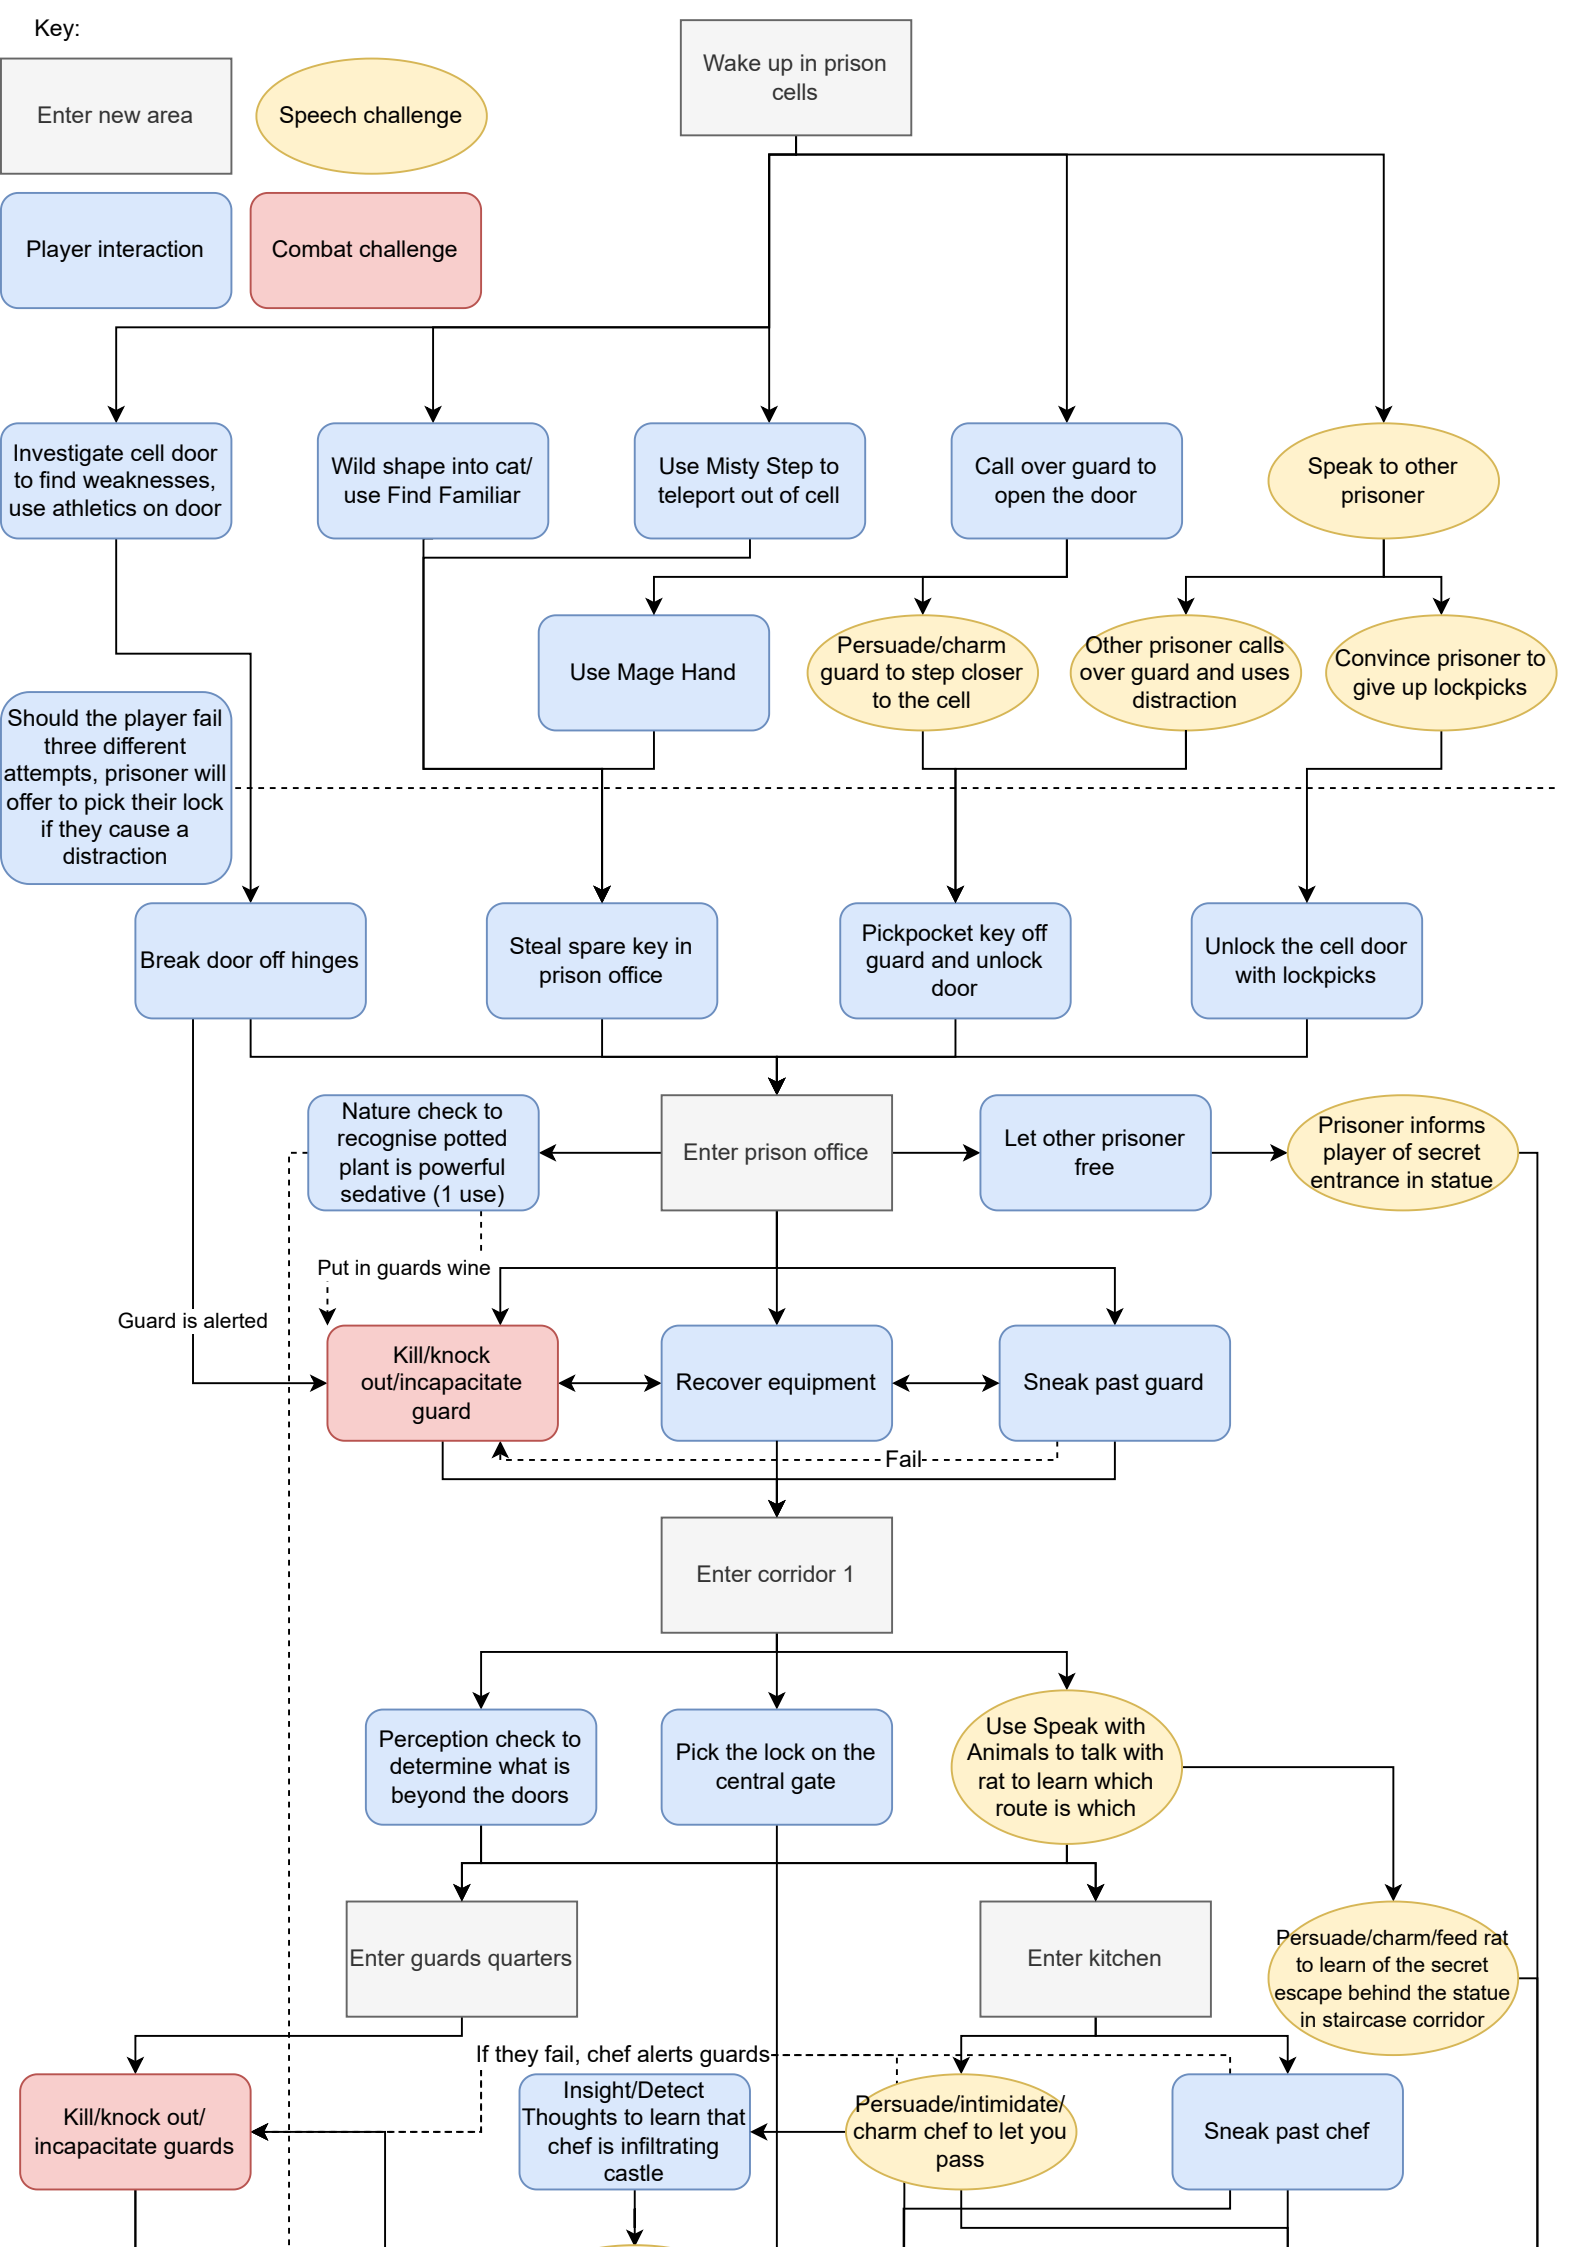 Key:
Enter new area
Speech challenge
Player interaction
Combat challenge
Wake up in prison
cells
Investigate cell door
to find weaknesses,
use athletics on door
Wild shape into cat/
use Find Familiar
Use Misty Step to
teleport out of cell
Call over guard to
open the door
Speak to other
prisoner
Use Mage Hand
Persuade/charm
guard to step closer
to the cell
Other prisoner calls
over guard and uses
distraction
Convince prisoner to
give up lockpicks
Should the player fail
three different
attempts, prisoner will
offer to pick their lock
if they cause a
distraction
Break door off hinges
Steal spare key in
prison office
Pickpocket key off
guard and unlock
door
Unlock the cell door
with lockpicks
Nature check to
recognise potted
plant is powerful
sedative (1 use)
Enter prison office
Let other prisoner
free
Prisoner informs
player of secret
entrance in statue
Put in guards wine
Guard is alerted
Kill/knock
out/incapacitate
guard
Recover equipment
Sneak past guard
Fail
Enter corridor 1
Perception check to
determine what is
beyond the doors
Pick the lock on the
central gate
Use Speak with
Animals to talk with
rat to learn which
route is which
Enter guards quarters
Enter kitchen
Persuade/charm/feed rat
to learn of the secret
escape behind the statue
in staircase corridor
If they fail, chef alerts guards
Kill/knock out/
incapacitate guards
Insight/Detect
Thoughts to learn that
chef is infiltrating
castle
Persuade/intimidate/
charm chef to let you
pass
Sneak past chef